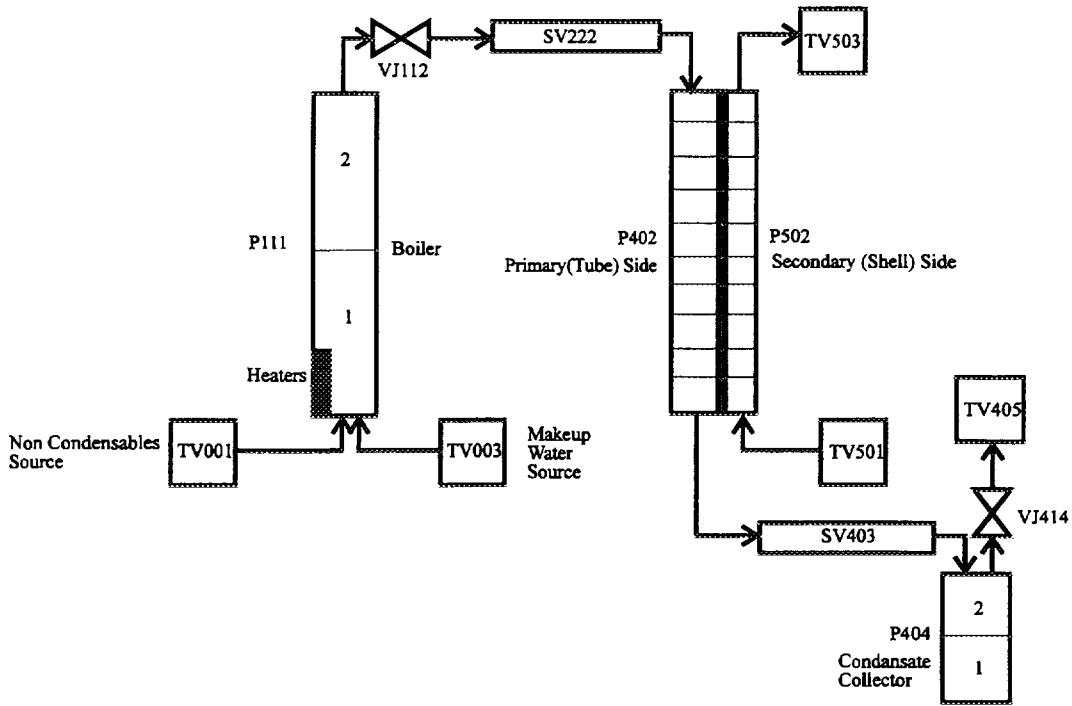 SV222
TV503
VJ112
2
P111
Boiler
P402
Primary(Tube) Side
P502
Secondary (Shell) Side
1
Heaters
Non Condensables
Source
TV001
TV003
Makeup
Water
Source
TV501
TV405
VJ414
SV403
2
P404
Condansate
Collector
1